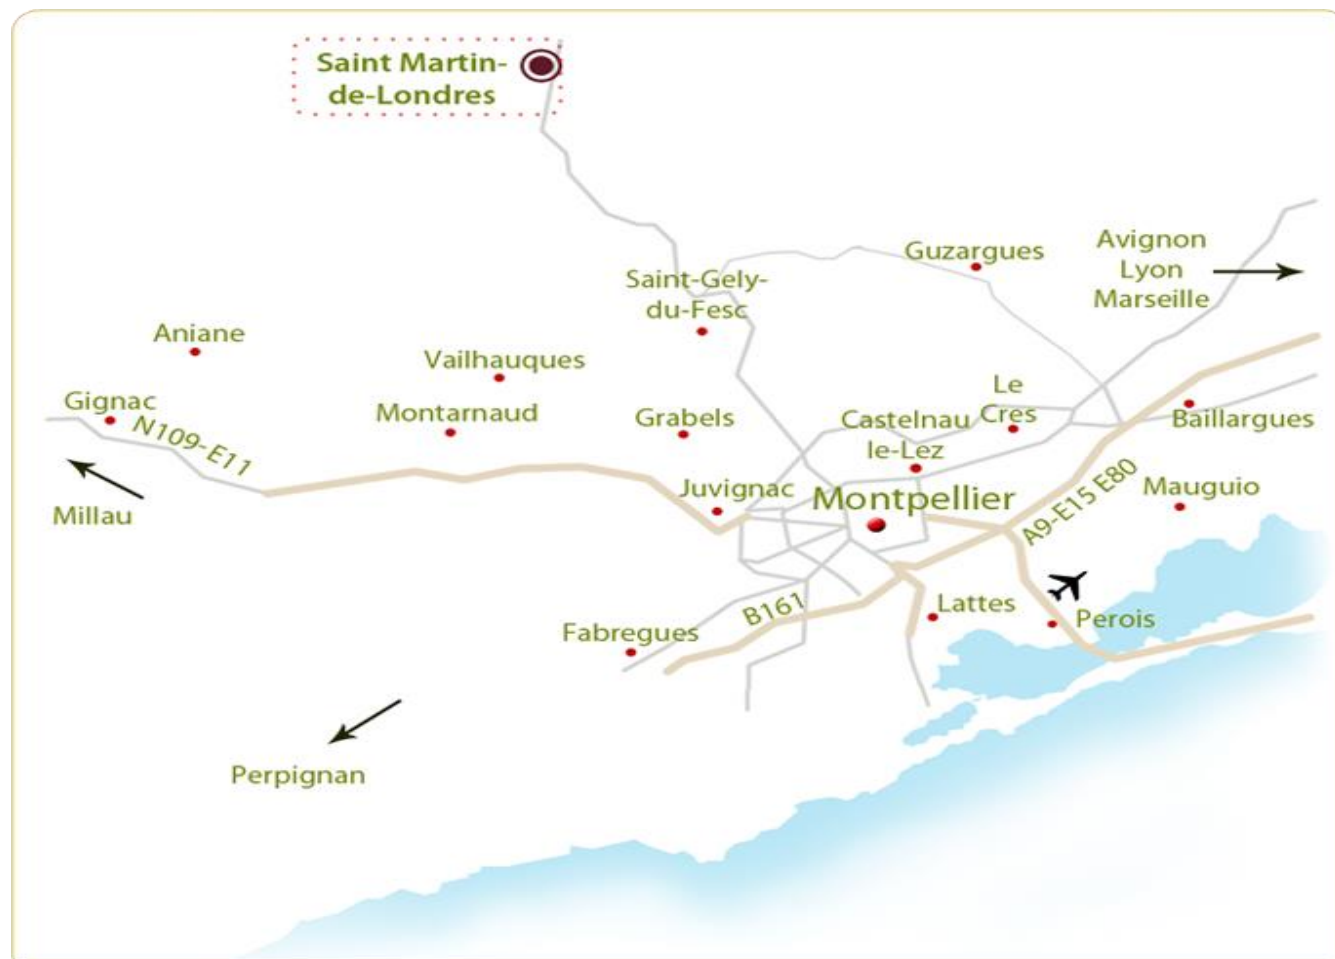 Saint Martin-
de-Londres
Guzargues
Avignon
Lyon
Marseille
Saint-Gely-
du-Fesc
Aniane
Vailhauques
Gignac
Montarnaud
Grabels
Le
Cres
Castelnau
le-Lez
Baillargues
N109-E11
Millau
Juvignac
Montpellier
A9-E15 E80
Mauguio
B161
Lattes
Perois
Fabregues
Perpignan